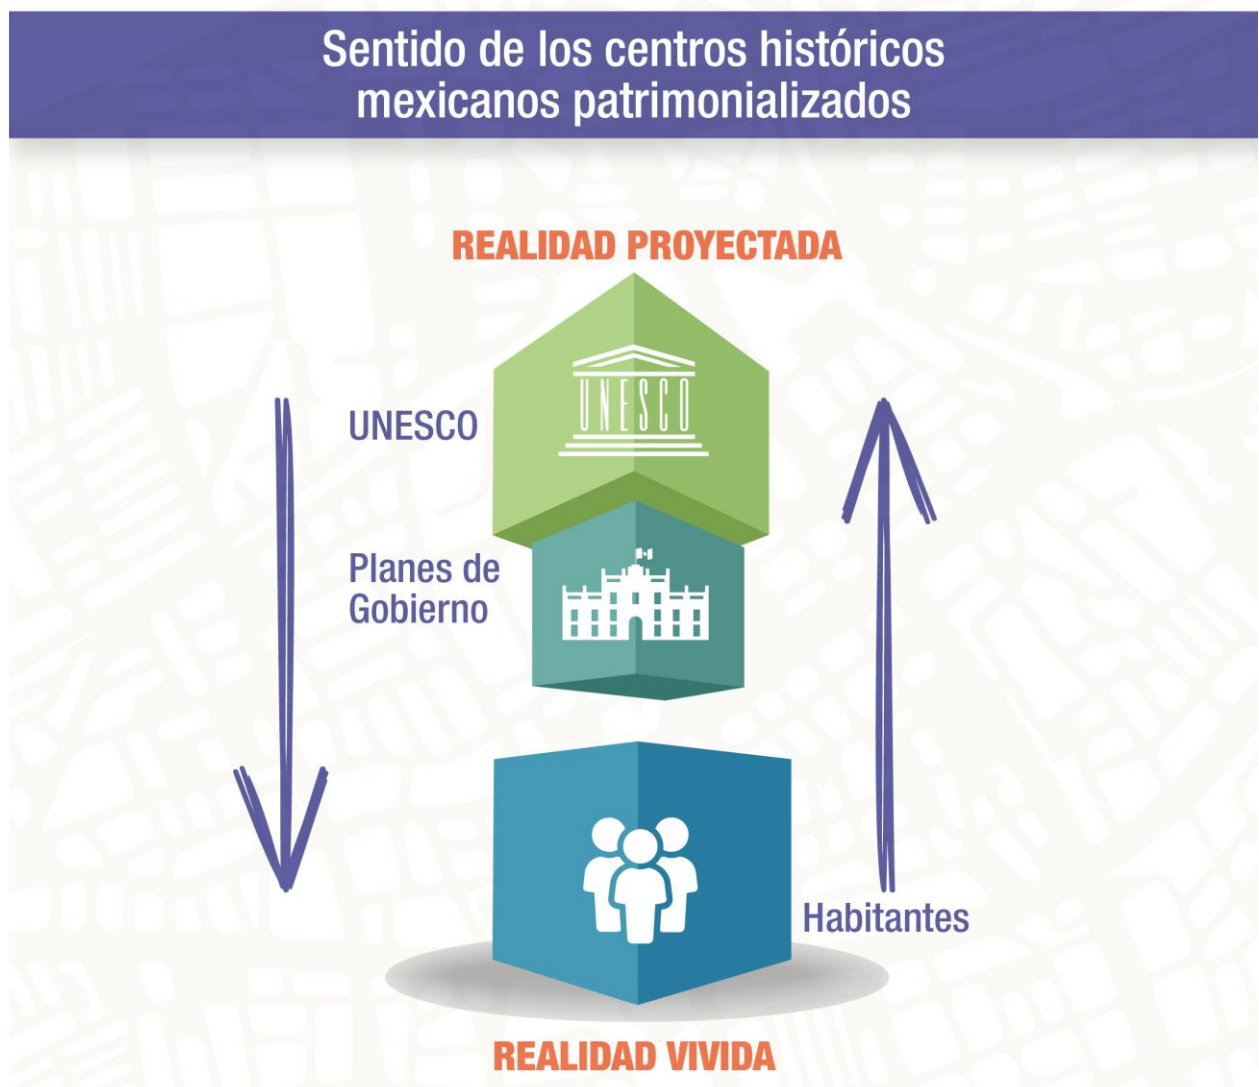 Sentido de los centros históricos
mexicanos patrimonializados
REALIDAD PROYECTADA
UNESCO
UNESCO
Planes de
Gobierno
Habitantes
REALIDAD VIVIDA